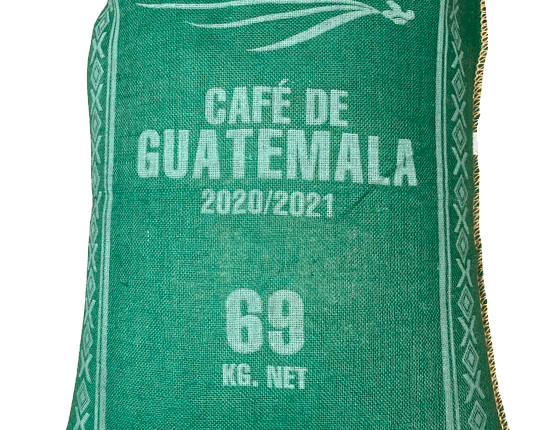 CAFÉ DE
GUATEMALA
2020/2021
69
KG. NET